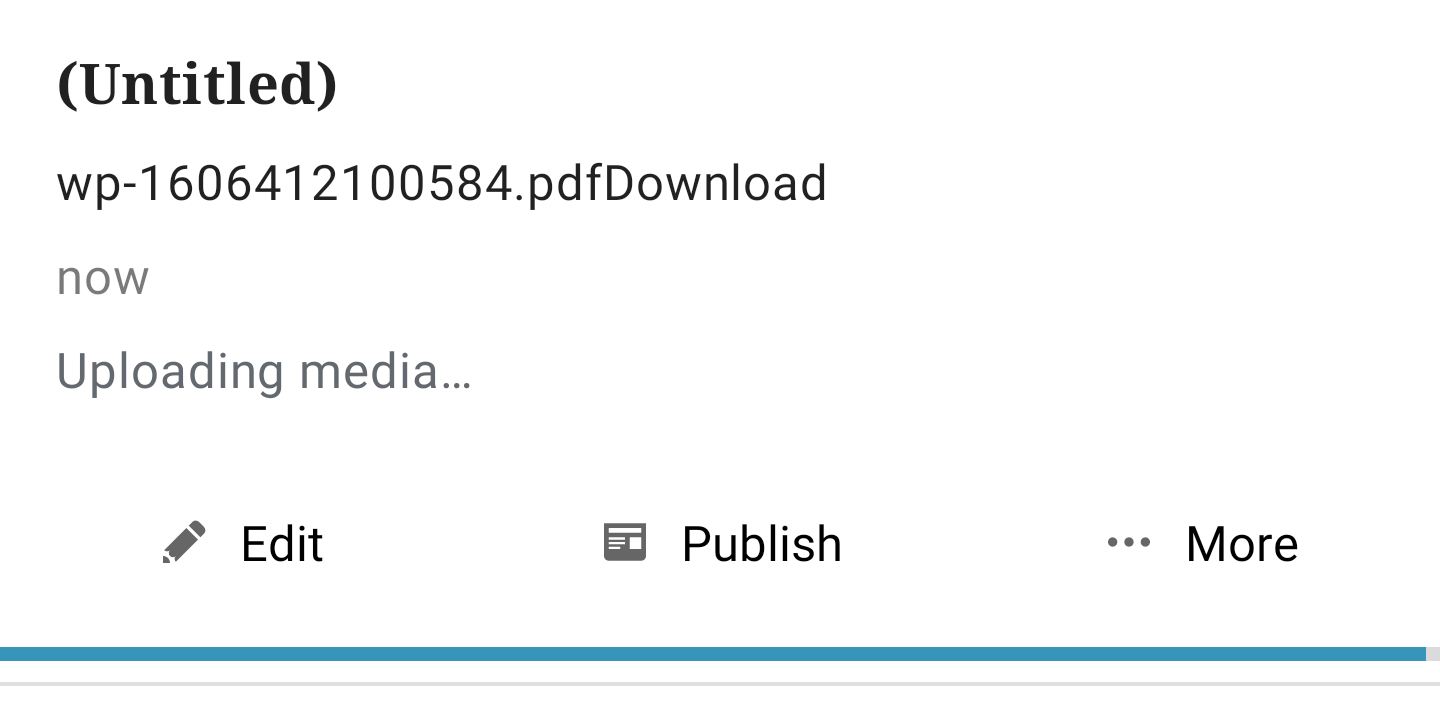 (Untitled)
wp-1606412100584.pdfDownload
now
Uploading media…
Edit Publish More